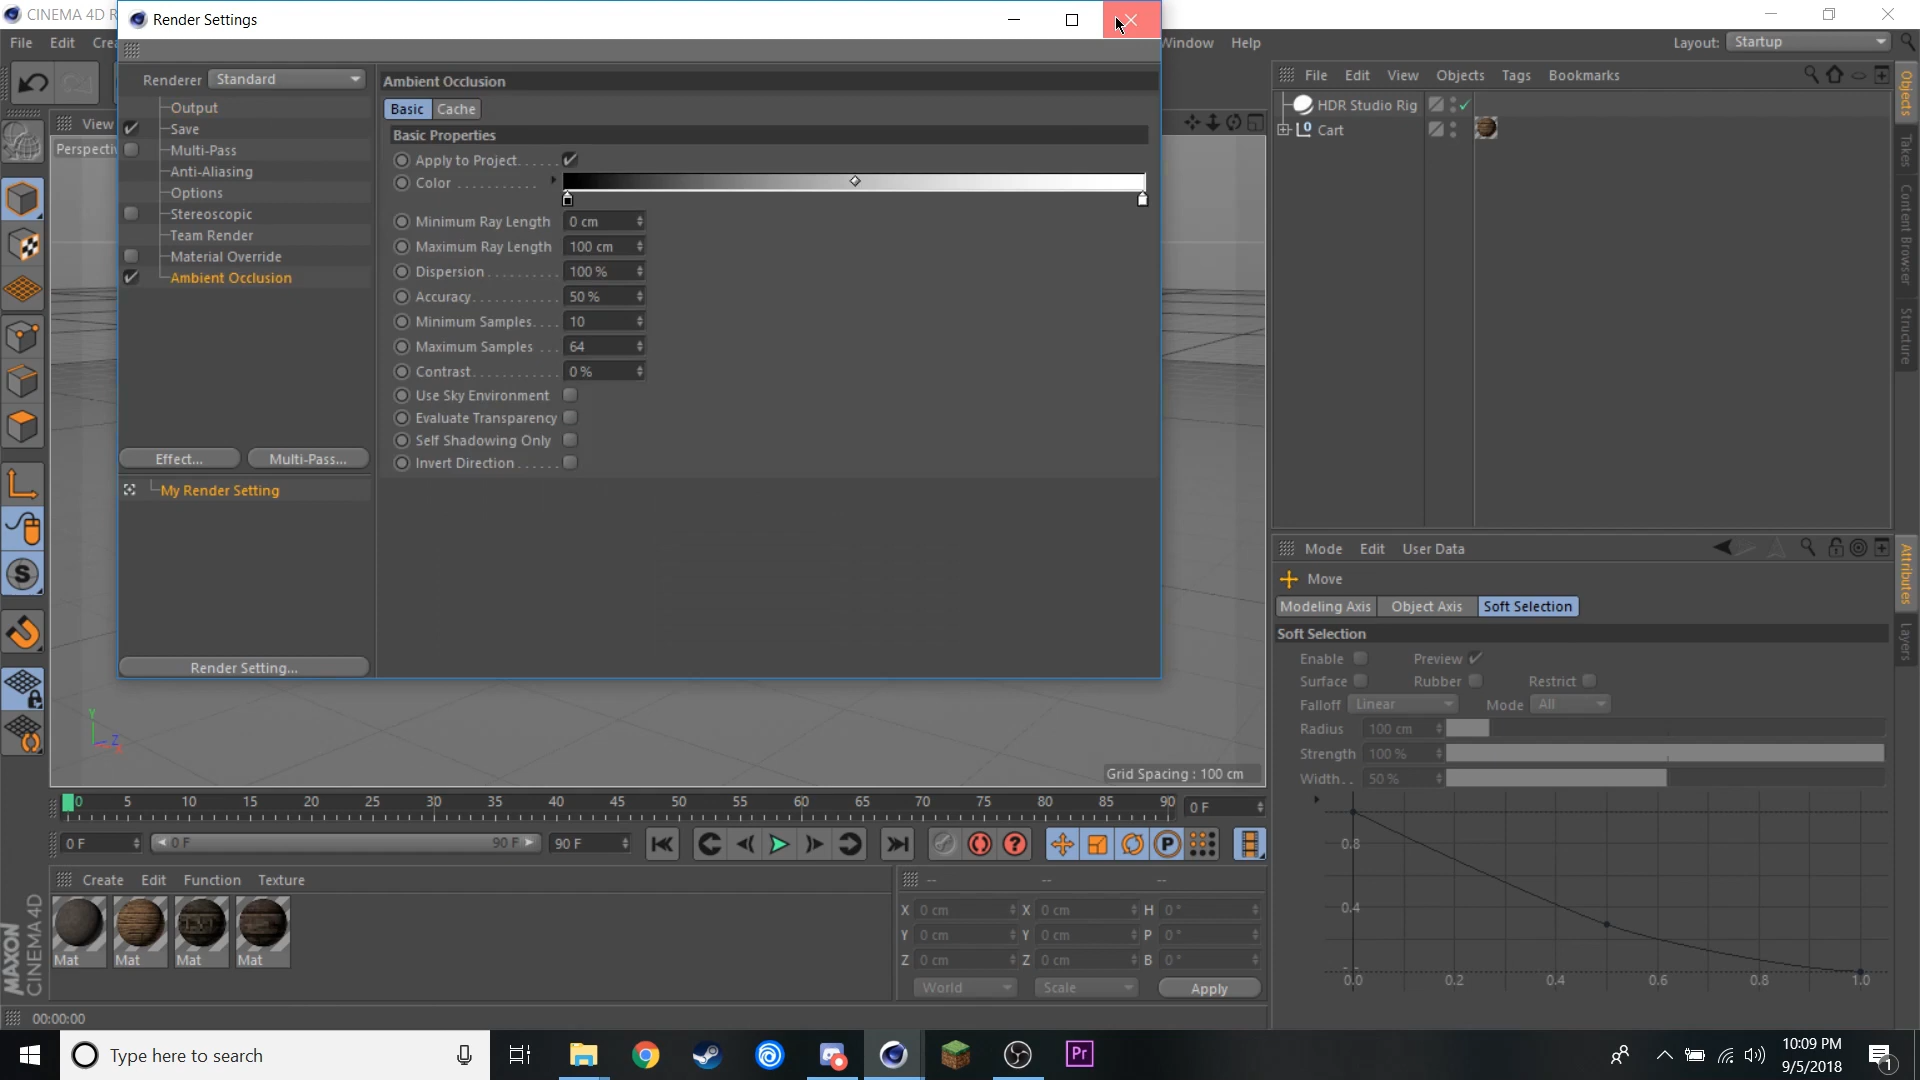 CINEMA 4D R
Render Settings
File Edit Crea
Window Help
Layout: Startup
Renderer Standard
Output
Save
Multi-Pass
Anti-Aliasing
Options
Stereoscopic
Team Render
Material Override
Ambient Occlusion
Effect... Multi-Pass...
My Render Setting
Render Setting...
Ambient Occlusion
Basic Cache
Basic Properties
Apply to Project
Color
Minimum Ray Length 0 cm
Maximum Ray Length 100 cm
Dispersion 100 %
Accuracy 50 %
Minimum Samples 10
Maximum Samples 64
Contrast 0 %
Use Sky Environment
Evaluate Transparency
Self Shadowing Only
Invert Direction
View
Perspecti
Y
Z
Grid Spacing : 100 cm
File Edit View Objects Tags Bookmarks
HDR Studio Rig
Cart
Objects
Takes
Content Browser
Structure
Mode Edit User Data
Move
Modeling Axis Object Axis Soft Selection
Soft Selection
Enable Preview
Surface Rubber Restrict
Falloff Linear Mode All
Radius 100 cm
Strength 100 %
Width 50 %
0.8
0.4
0.0 0.2 0.4 0.6 0.8 1.0
Attributes
Layers
0 5 10 15 20 25 30 35 40 45 50 55 60 65 70 75 80 85 90 0 F
0 F 0 F 90 F 90 F
Create Edit Function Texture
Mat Mat Mat Mat
-- -- --
X 0 cm X 0 cm H 0 °
Y 0 cm Y 0 cm P 0 °
Z 0 cm Z 0 cm B 0 °
World Scale Apply
MAXON
CINEMA 4D
00:00:00
Type here to search
Pr
10:09 PM
9/5/2018
1